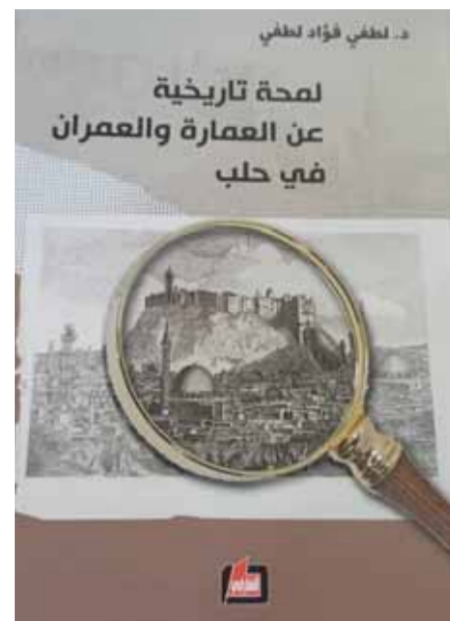 د. لطفي فؤاد لطفي
لمحة تاريخية
عن العمارة والعمران
في حلب